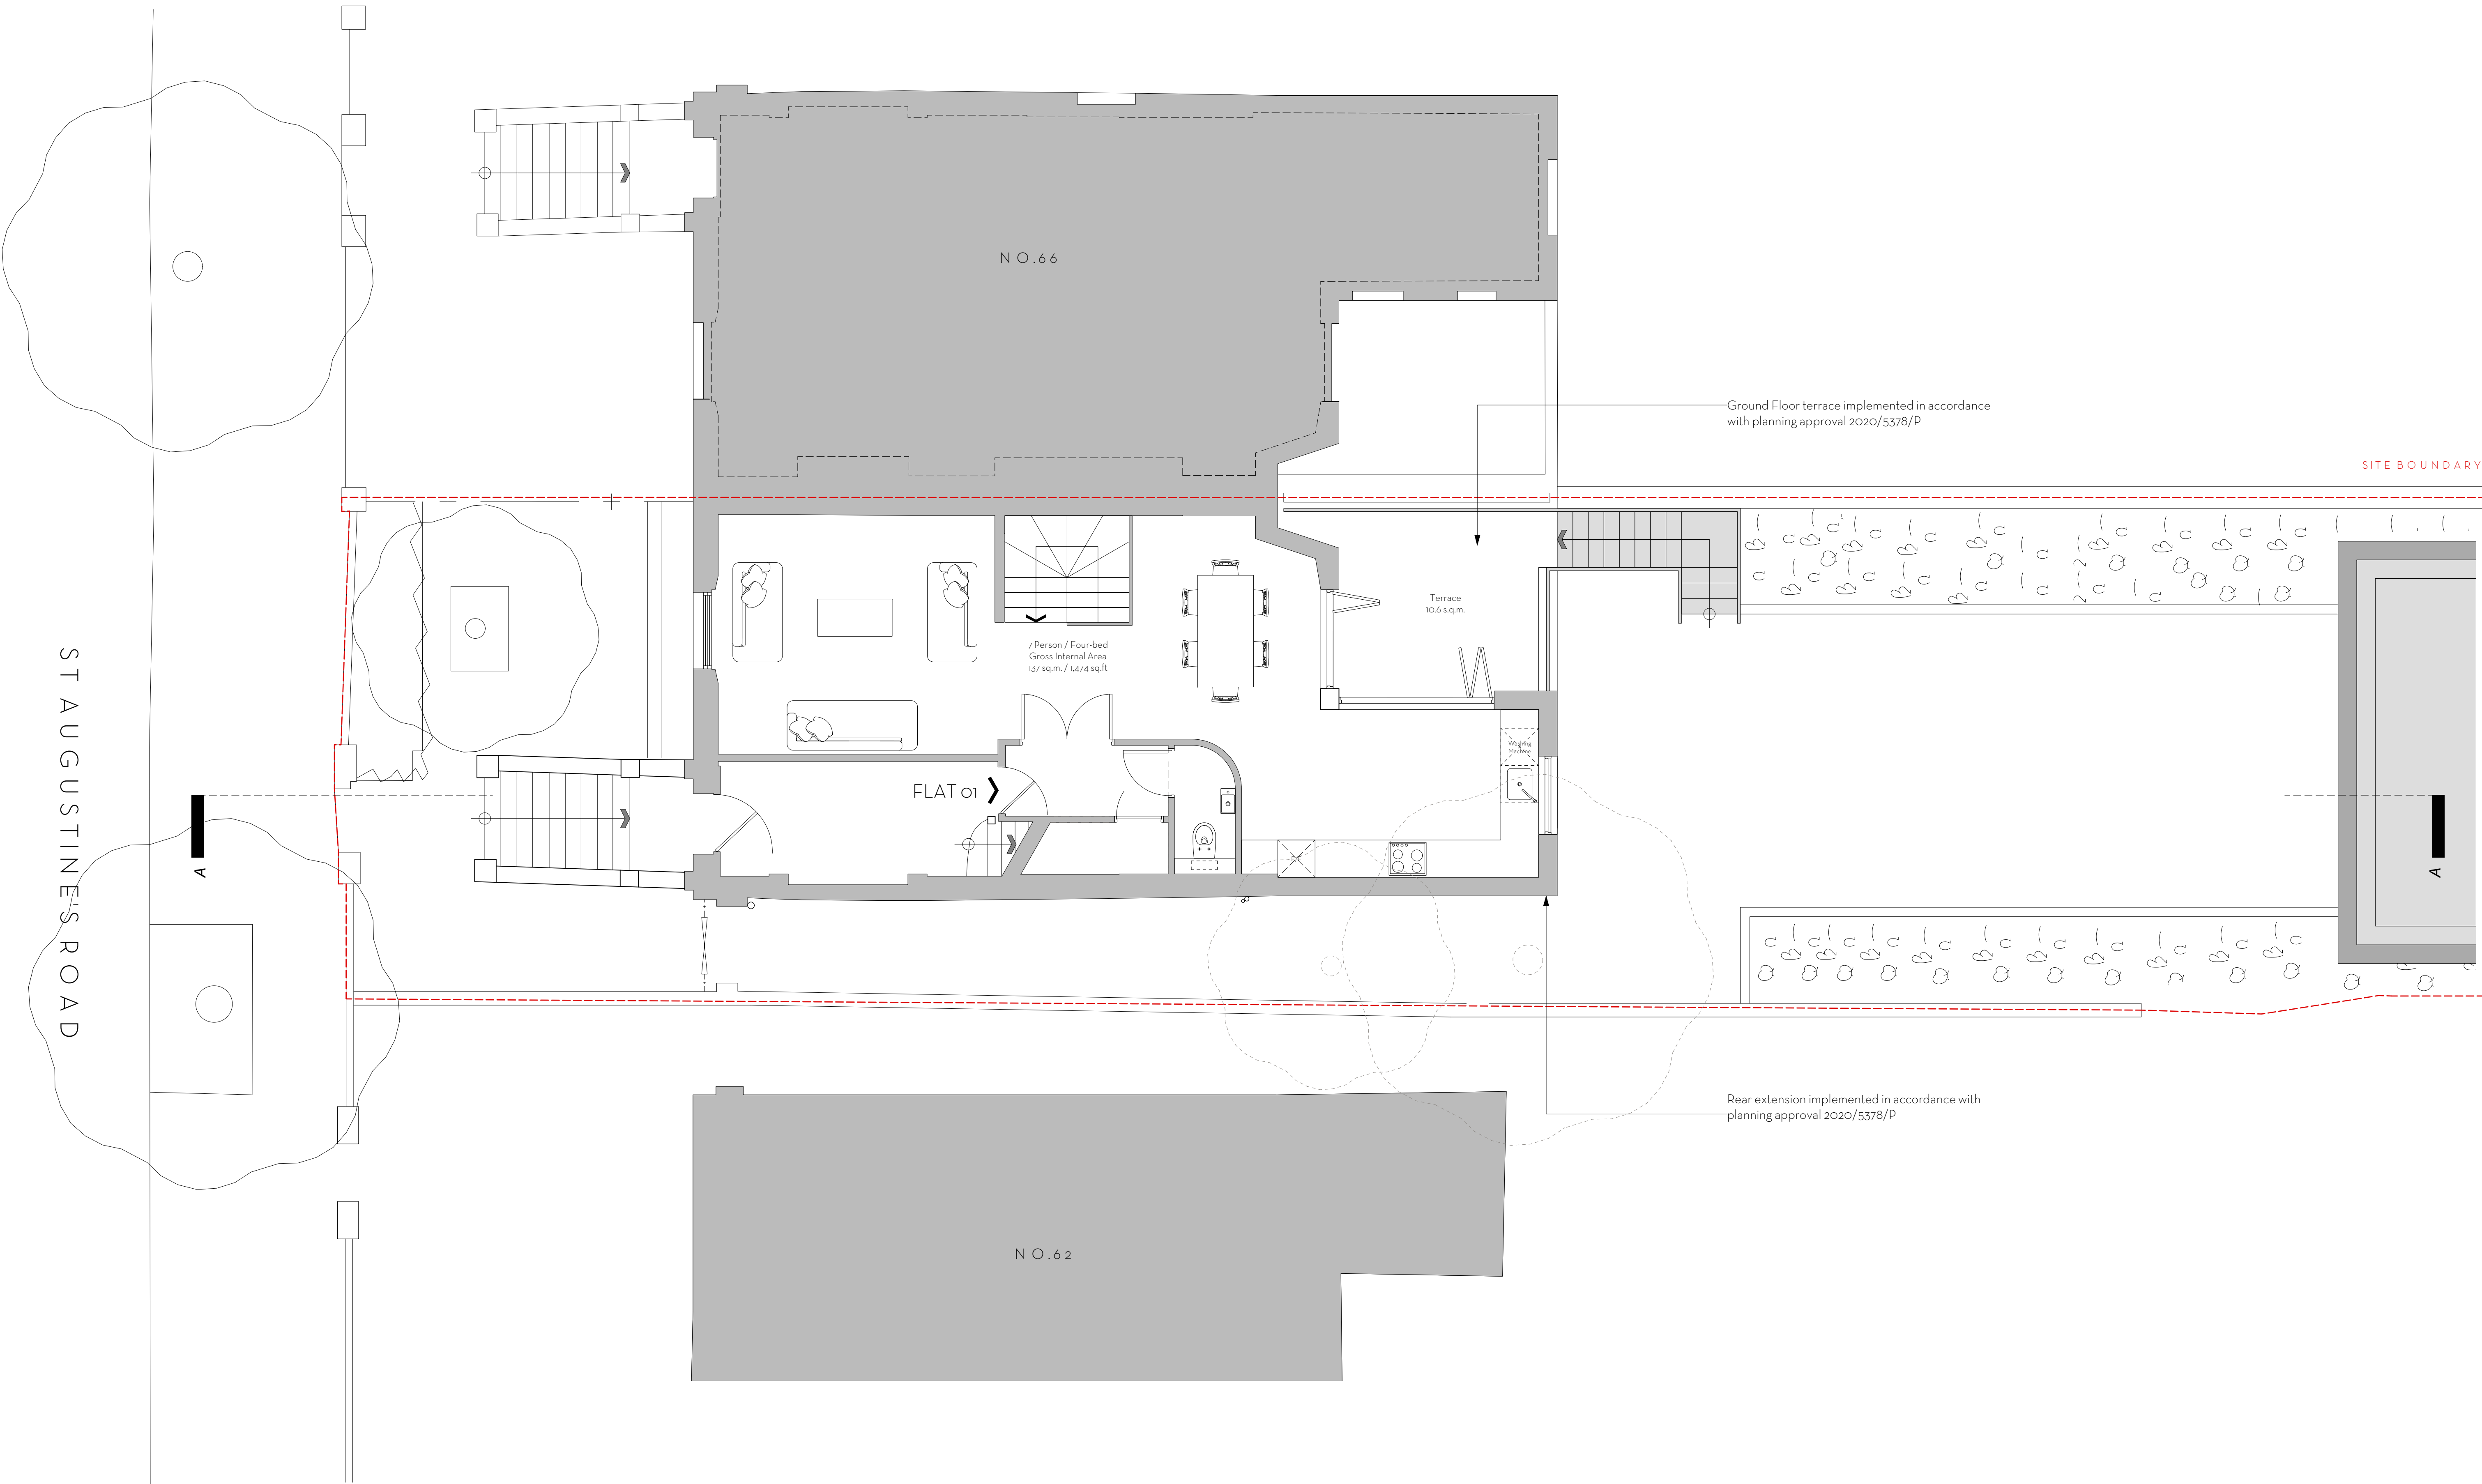 NO.66
Ground Floor terrace implemented in accordance
with planning approval 2020/5378/P
SITE BOUNDARY
Terrace
10.6 s.q.m.
7 Person / Four-bed
Gross Internal Area
137 sq.m. / 1,474 sq.ft
Washing
Machine
FLAT 01
ST AUGUSTINE'S ROAD
A
A
Rear extension implemented in accordance with
planning approval 2020/5378/P
NO.62